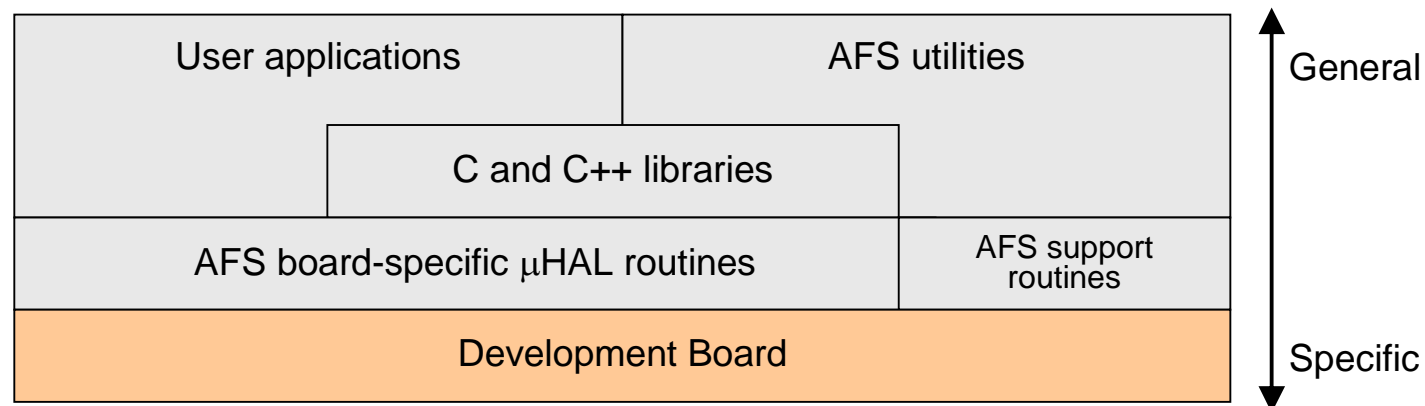 User applications
AFS utilities
General
C and C++ libraries
AFS board-specific μHAL routines
AFS support
routines
Development Board
Specific